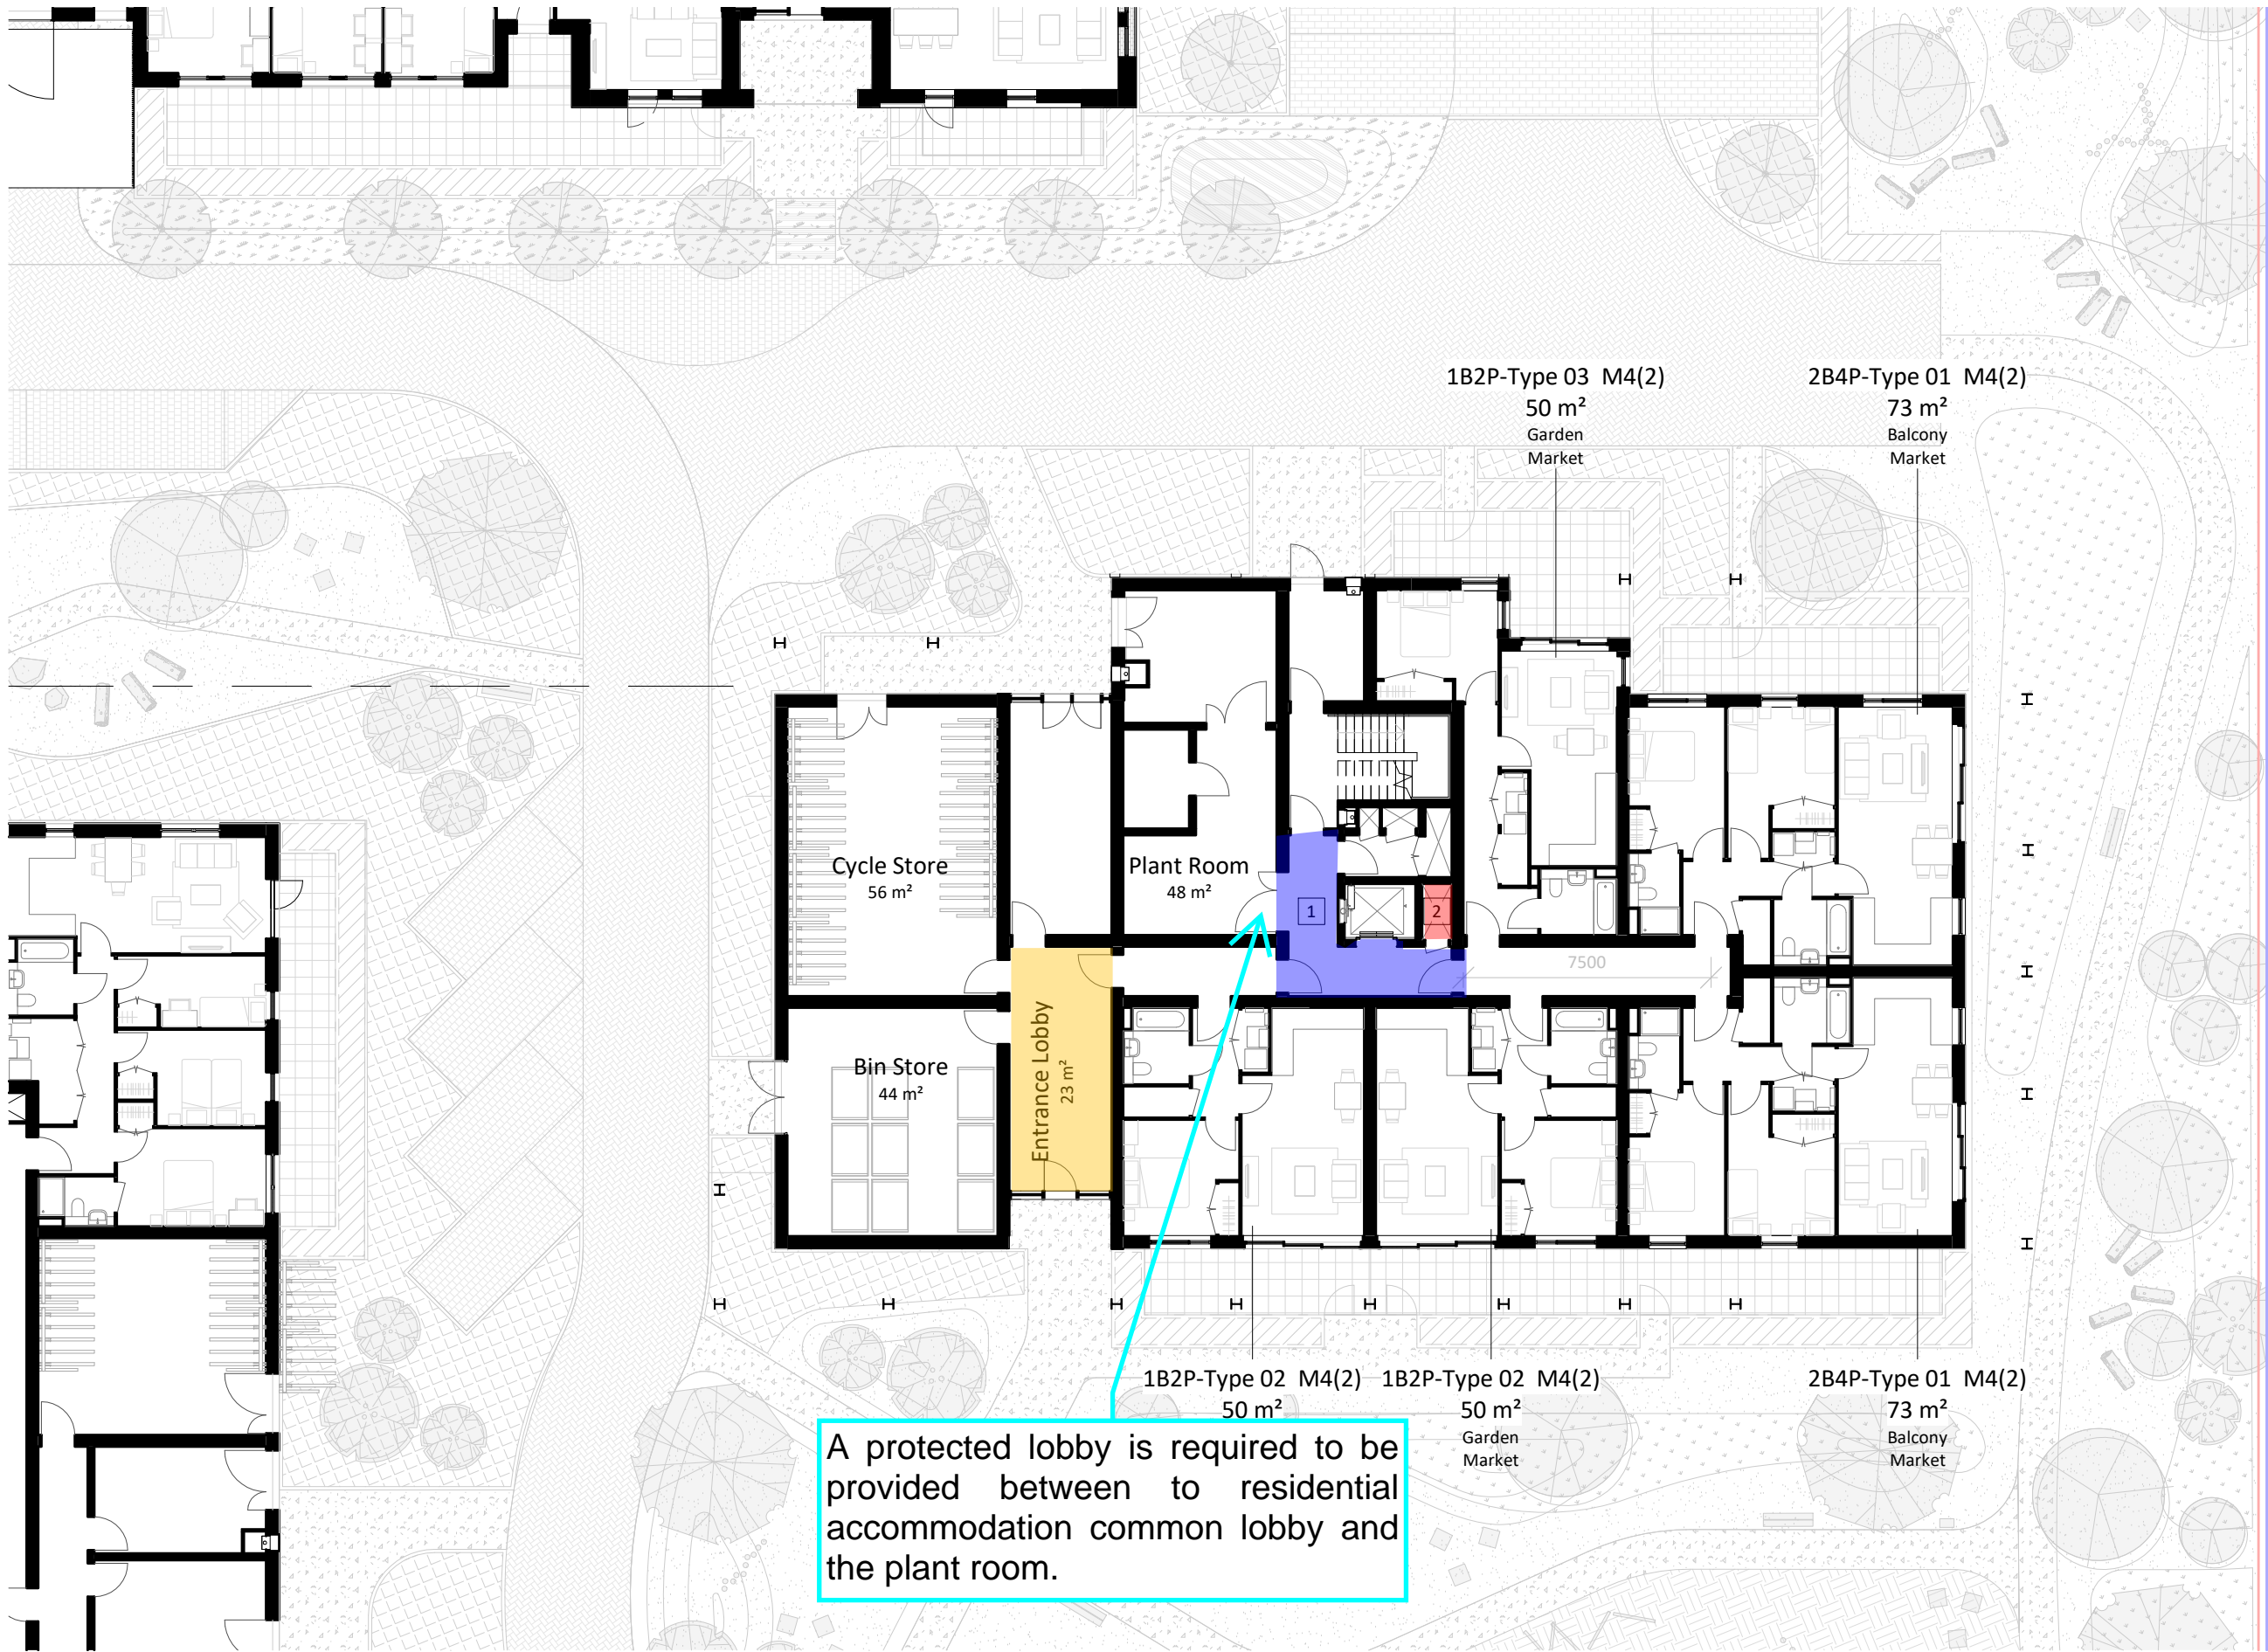 1B2P-Type 03 M4(2)
50 m²
Garden
Market
2B4P-Type 01 M4(2)
73 m²
Balcony
Market
Cycle Store
56 m²
Plant Room
48 m²
1
2
7500
Entrance Lobby
23 m²
Bin Store
44 m²
1B2P-Type 02 M4(2)
50 m²
1B2P-Type 02 M4(2)
50 m²
Garden
Market
2B4P-Type 01 M4(2)
73 m²
Balcony
Market
A protected lobby is required to be
provided between to residential
accommodation common lobby and
the plant room.